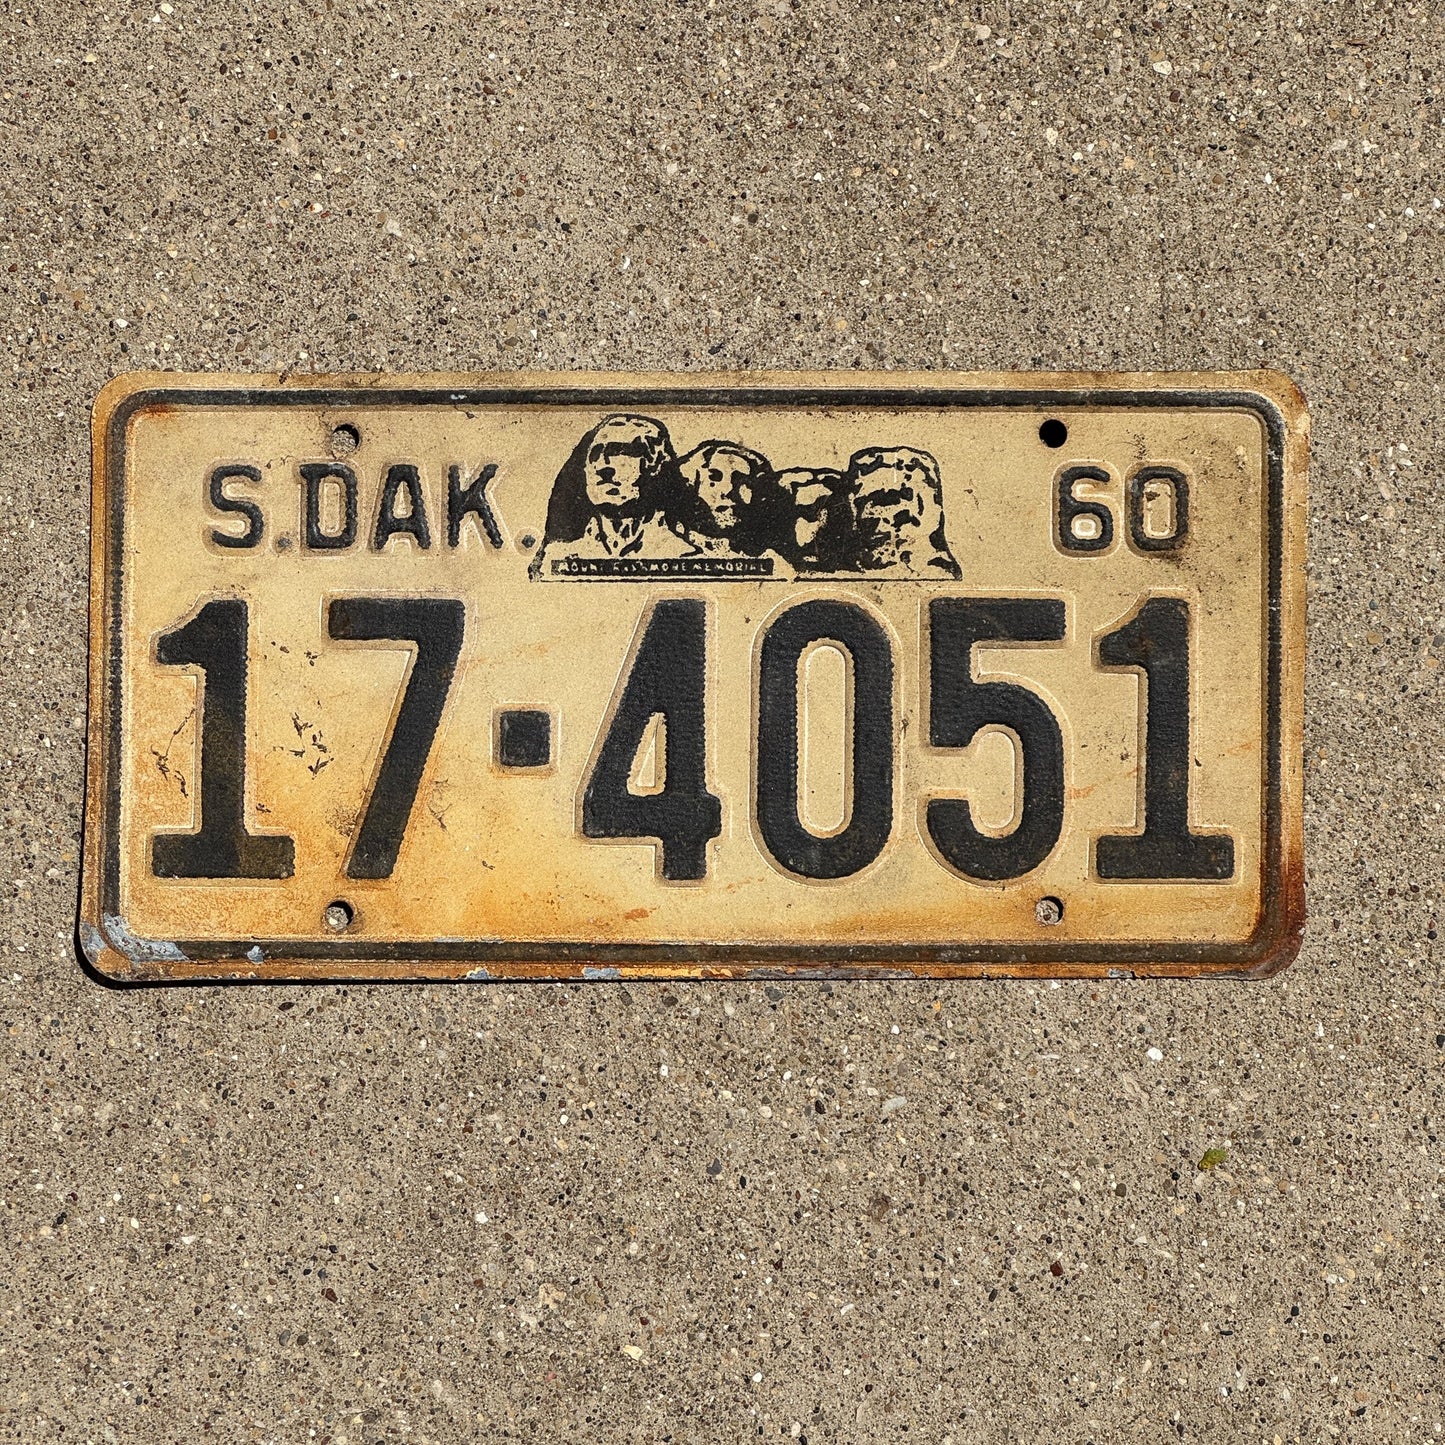 S.DAK. 60
MOUNT RUSHMORE MEMORIAL
17-4051